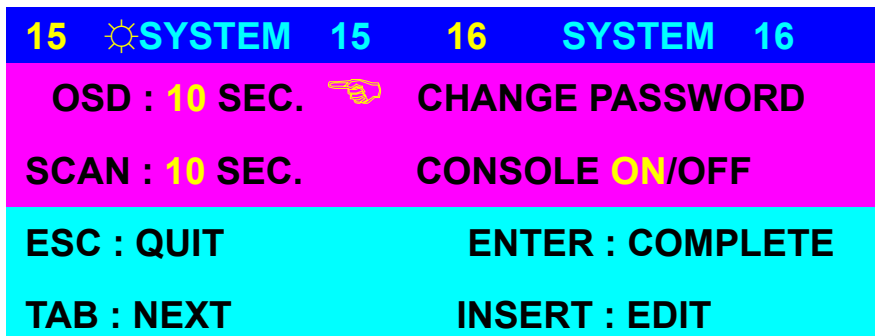 15 ☼SYSTEM 15 16 SYSTEM 16
OSD : 10 SEC. ☜ CHANGE PASSWORD
SCAN : 10 SEC. CONSOLE ON/OFF
ESC : QUIT ENTER : COMPLETE
TAB : NEXT INSERT : EDIT